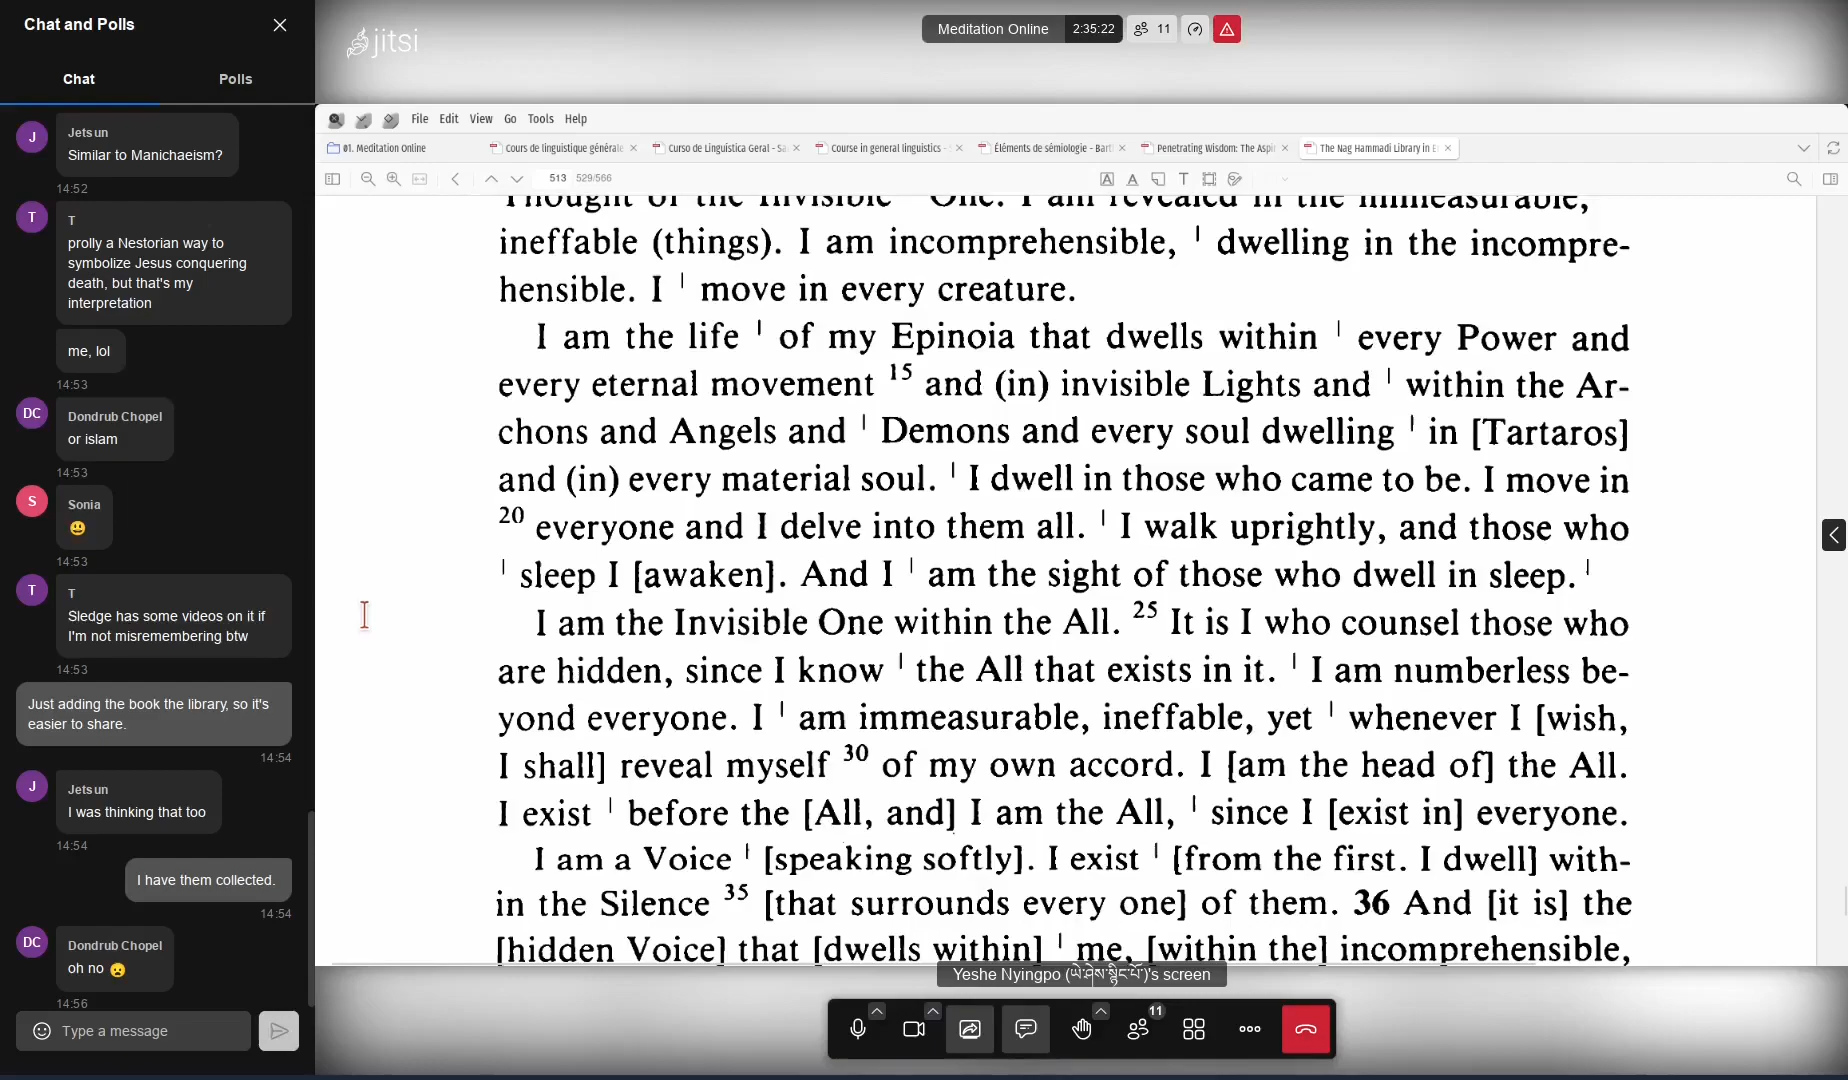 Chat and Polls
Chat
Polls
J
Jetsun
Similar to Manichaeism?
14:52
T
T
prolly a Nestorian way to
symbolize Jesus conquering
death, but that's my
interpretation
me, lol
14:53
DC
Dondrub Chopel
or islam
14:53
S
Sonia
😃
14:53
T
T
Sledge has some videos on it if
I'm not misremembering btw
14:53
Just adding the book the library, so it's
easier to share.
14:54
J
Jetsun
I was thinking that too
14:54
I have them collected.
14:54
DC
Dondrub Chopel
oh no 😦
14:56
Type a message
jitsi
Meditation Online 2:35:22 11
File Edit View Go Tools Help
01. Meditation Online
Cours de linguistique générale
Curso de Linguística Geral - Sa
Course in general linguistics -
Éléments de sémiologie - Bart
Penetrating Wisdom: The Aspi
The Nag Hammadi Library in E
513 529/566
Thought of the Invisible One. I am revealed in the immeasurable,
ineffable (things). I am incomprehensible, ' dwelling in the incompre-
hensible. I ' move in every creature.
I am the life ' of my Epinoia that dwells within ' every Power and
every eternal movement 15 and (in) invisible Lights and ' within the Ar-
chons and Angels and ' Demons and every soul dwelling ' in [Tartaros]
and (in) every material soul. ' I dwell in those who came to be. I move in
20 everyone and I delve into them all. ' I walk uprightly, and those who
' sleep I [awaken]. And I ' am the sight of those who dwell in sleep. '
I am the Invisible One within the All. 25 It is I who counsel those who
are hidden, since I know ' the All that exists in it. ' I am numberless be-
yond everyone. I ' am immeasurable, ineffable, yet ' whenever I [wish,
I shall] reveal myself 30 of my own accord. I [am the head of] the All.
I exist ' before the [All, and] I am the All, ' since I [exist in] everyone.
I am a Voice ' [speaking softly]. I exist ' [from the first. I dwell] with-
in the Silence 35 [that surrounds every one] of them. 36 And [it is] the
[hidden Voice] that [dwells within] ' me, [within the] incomprehensible,
Yeshe Nyingpo (ཡེ་ཤེས་སྙིང་པོ་)'s screen
11